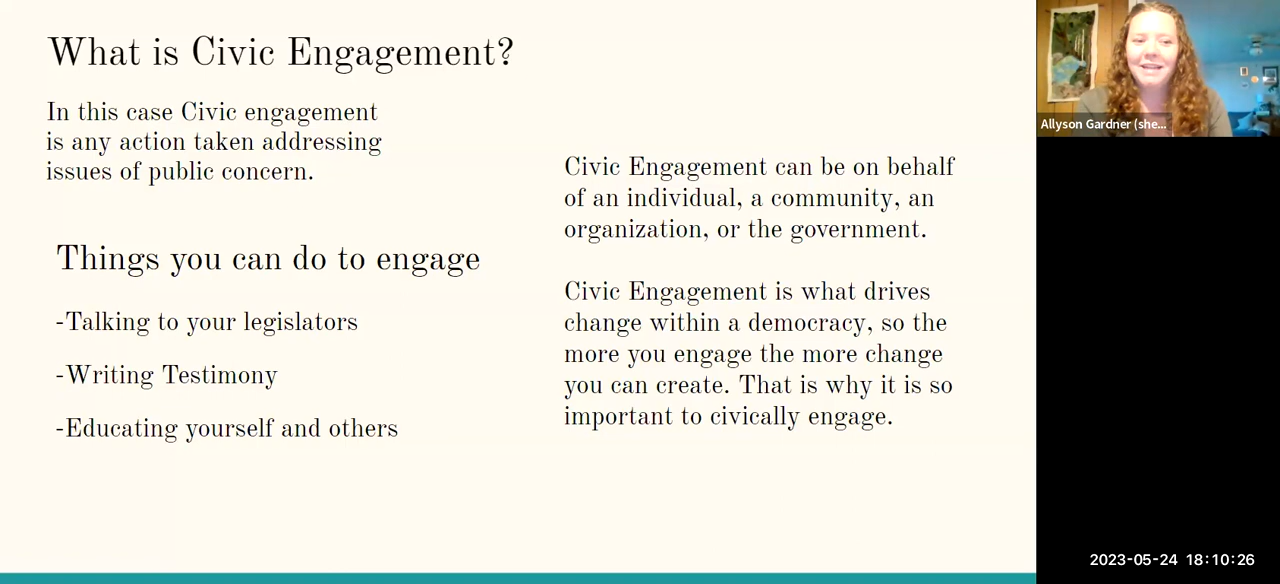 What is Civic Engagement?
In this case Civic engagement
is any action taken addressing
issues of public concern.
Things you can do to engage
-Talking to your legislators
-Writing Testimony
-Educating yourself and others
Civic Engagement can be on behalf
of an individual, a community, an
organization, or the government.
Civic Engagement is what drives
change within a democracy, so the
more you engage the more change
you can create. That is why it is so
important to civically engage.
Allyson Gardner (she...
2023-05-24 18:10:26